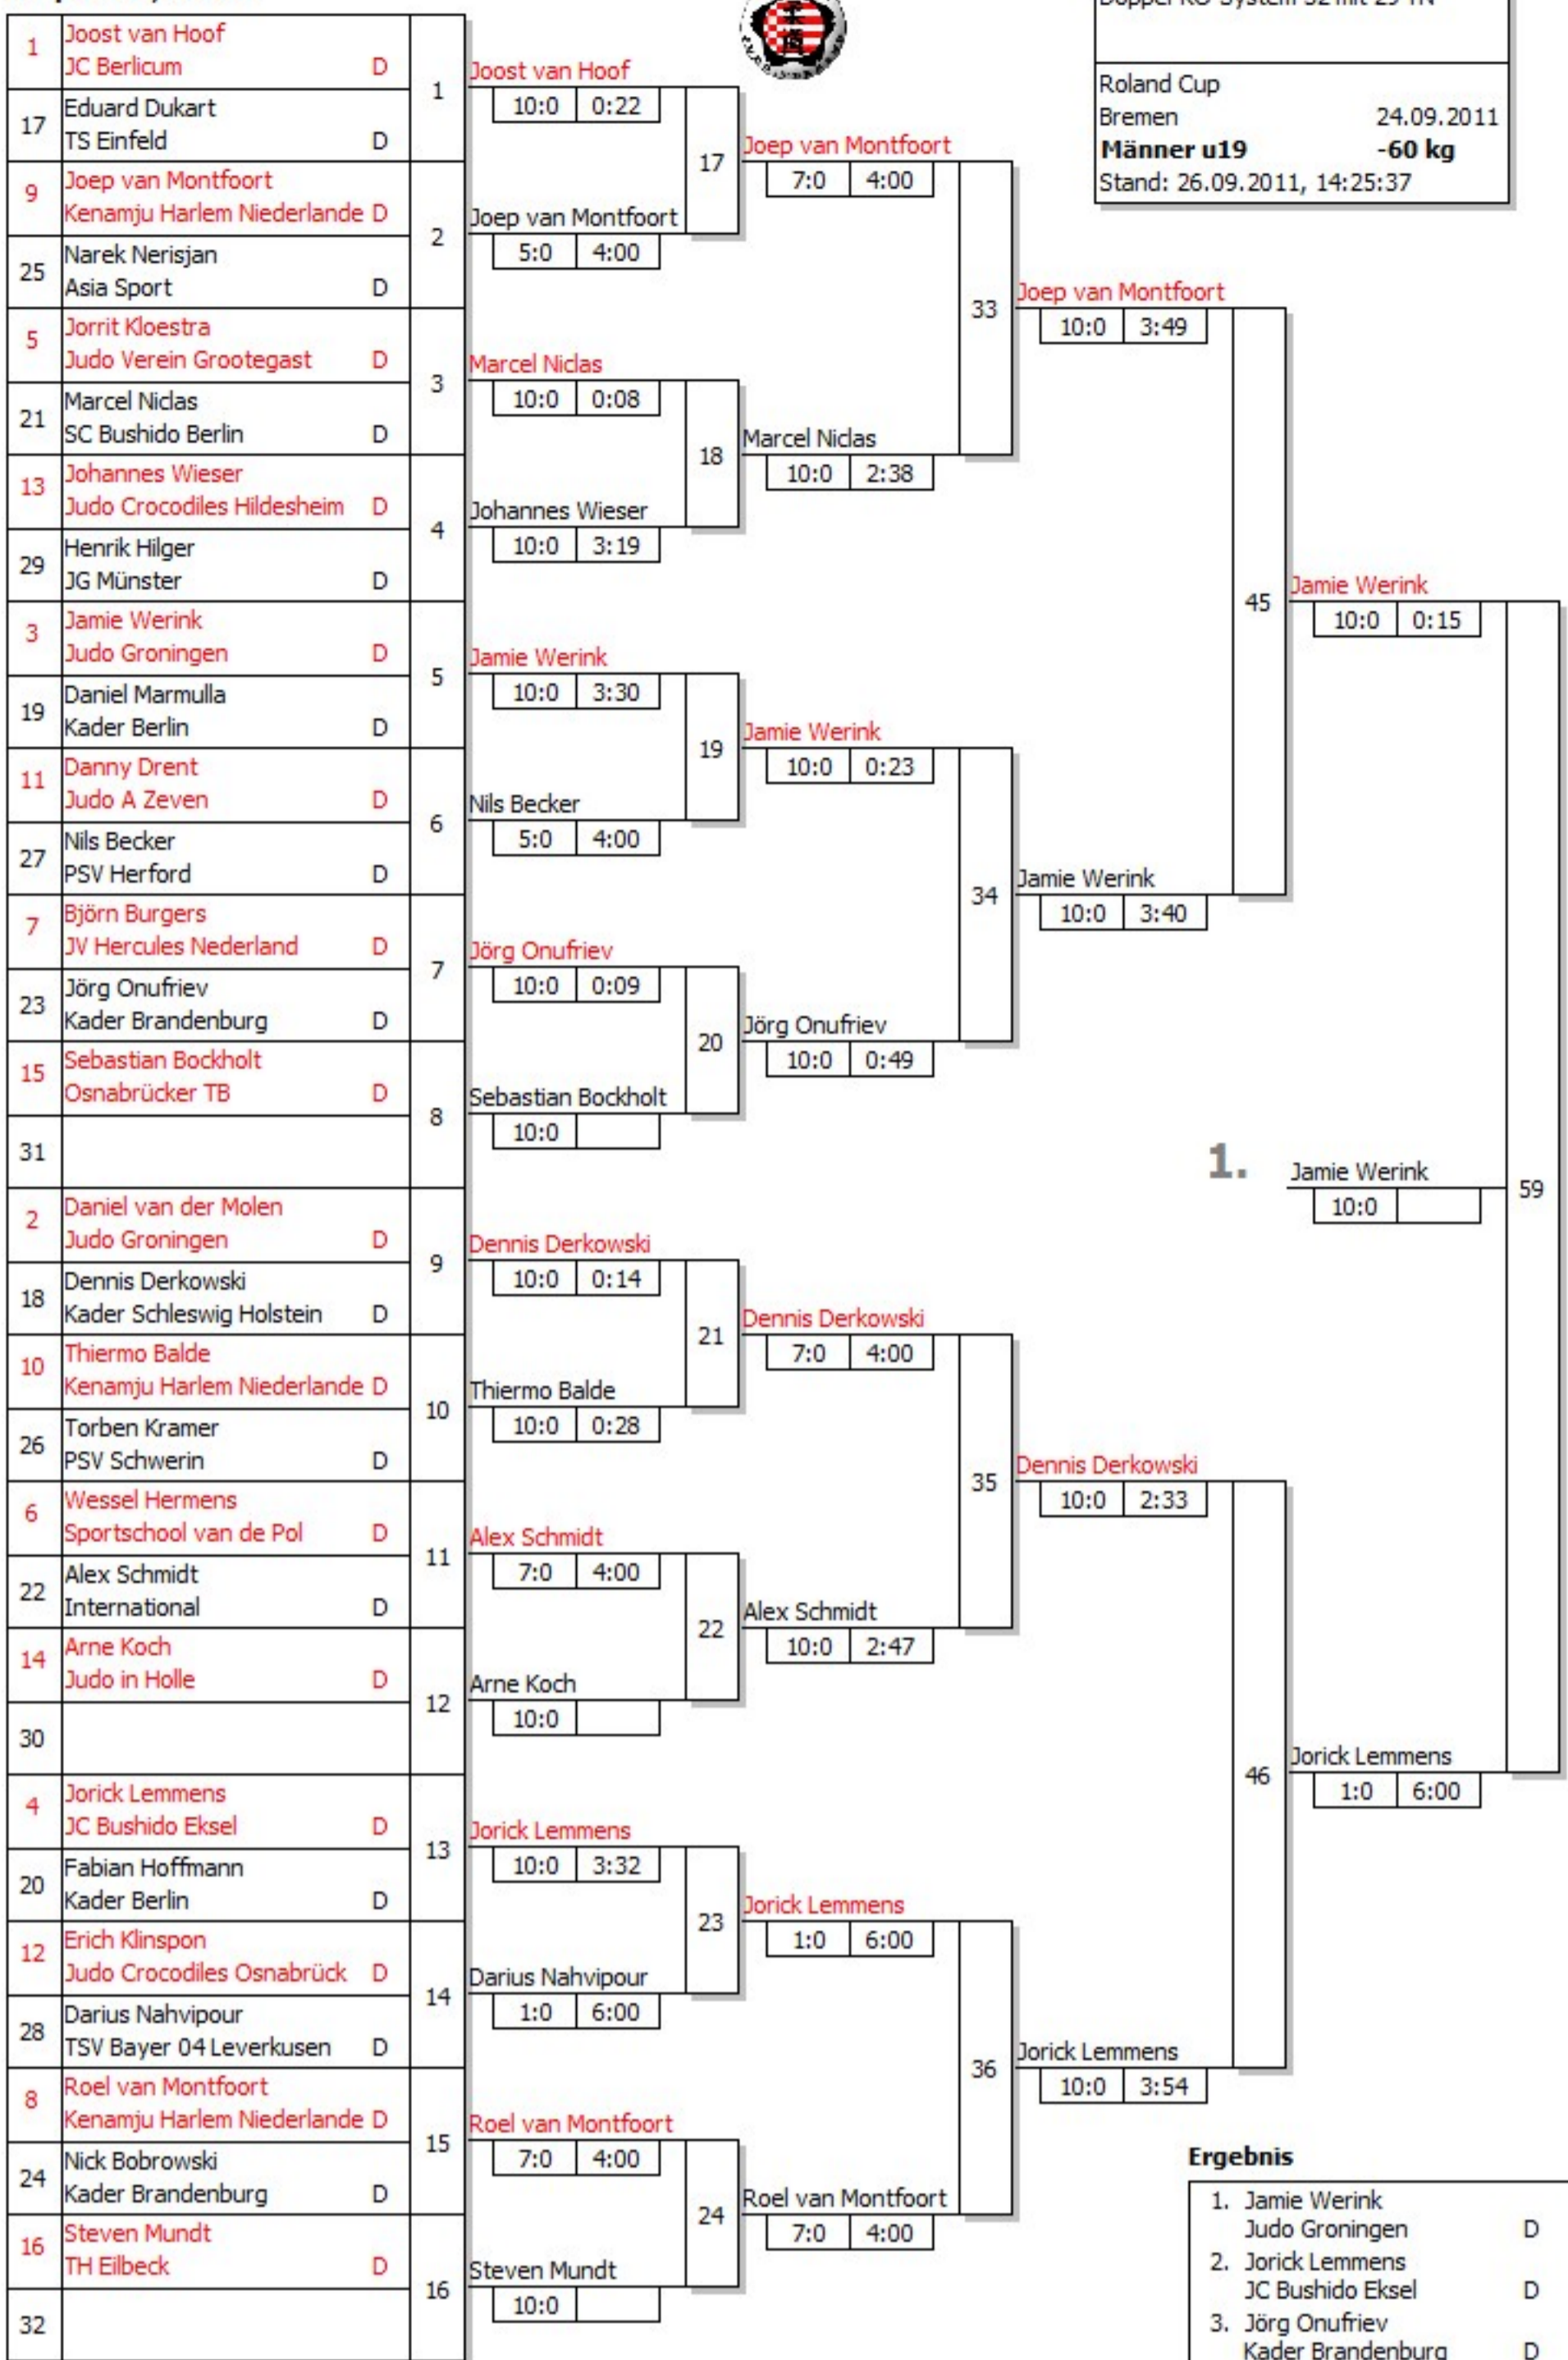 Doppel-KO-System 32 mit 29 TN
Roland Cup
Bremen 24.09.2011
Männer u19 -60 kg
Stand: 26.09.2011, 14:25:37
1
Joost van Hoof
JC Berlicum D
17
Eduard Dukart
TS Einfeld D
9
Joep van Montfoort
Kenamju Harlem Niederlande D
25
Narek Nerisjan
Asia Sport D
5
Jorrit Kloestra
Judo Verein Grootegast D
21
Marcel Niclas
SC Bushido Berlin D
13
Johannes Wieser
Judo Crocodiles Hildesheim D
29
Henrik Hilger
JG Münster D
3
Jamie Werink
Judo Groningen D
19
Daniel Marmulla
Kader Berlin D
11
Danny Drent
Judo A Zeven D
27
Nils Becker
PSV Herford D
7
Björn Burgers
JV Hercules Nederland D
23
Jörg Onufriev
Kader Brandenburg D
15
Sebastian Bockholt
Osnabrücker TB D
31
2
Daniel van der Molen
Judo Groningen D
18
Dennis Derkowski
Kader Schleswig Holstein D
10
Thiermo Balde
Kenamju Harlem Niederlande D
26
Torben Kramer
PSV Schwerin D
6
Wessel Hermens
Sportschool van de Pol D
22
Alex Schmidt
International D
14
Arne Koch
Judo in Holle D
30
4
Jorick Lemmens
JC Bushido Eksel D
20
Fabian Hoffmann
Kader Berlin D
12
Erich Klinspon
Judo Crocodiles Osnabrück D
28
Darius Nahvipour
TSV Bayer 04 Leverkusen D
8
Roel van Montfoort
Kenamju Harlem Niederlande D
24
Nick Bobrowski
Kader Brandenburg D
16
Steven Mundt
TH Eilbeck D
32
1
Joost van Hoof
10:0 0:22
2
Joep van Montfoort
5:0 4:00
3
Marcel Niclas
10:0 0:08
4
Johannes Wieser
10:0 3:19
5
Jamie Werink
10:0 3:30
6
Nils Becker
5:0 4:00
7
Jörg Onufriev
10:0 0:09
8
Sebastian Bockholt
10:0
9
Dennis Derkowski
10:0 0:14
10
Thiermo Balde
10:0 0:28
11
Alex Schmidt
7:0 4:00
12
Arne Koch
10:0
13
Jorick Lemmens
10:0 3:32
14
Darius Nahvipour
1:0 6:00
15
Roel van Montfoort
7:0 4:00
16
Steven Mundt
10:0
17
Joep van Montfoort
7:0 4:00
18
Marcel Niclas
10:0 2:38
19
Jamie Werink
10:0 0:23
20
Jörg Onufriev
10:0 0:49
21
Dennis Derkowski
7:0 4:00
22
Alex Schmidt
10:0 2:47
23
Jorick Lemmens
1:0 6:00
24
Roel van Montfoort
7:0 4:00
33
Joep van Montfoort
10:0 3:49
34
Jamie Werink
10:0 3:40
35
Dennis Derkowski
10:0 2:33
36
Jorick Lemmens
10:0 3:54
45
Jamie Werink
10:0 0:15
46
Jorick Lemmens
1:0 6:00
59
1.
Jamie Werink
10:0
Ergebnis
1. Jamie Werink
Judo Groningen D
2. Jorick Lemmens
JC Bushido Eksel D
3. Jörg Onufriev
Kader Brandenburg D